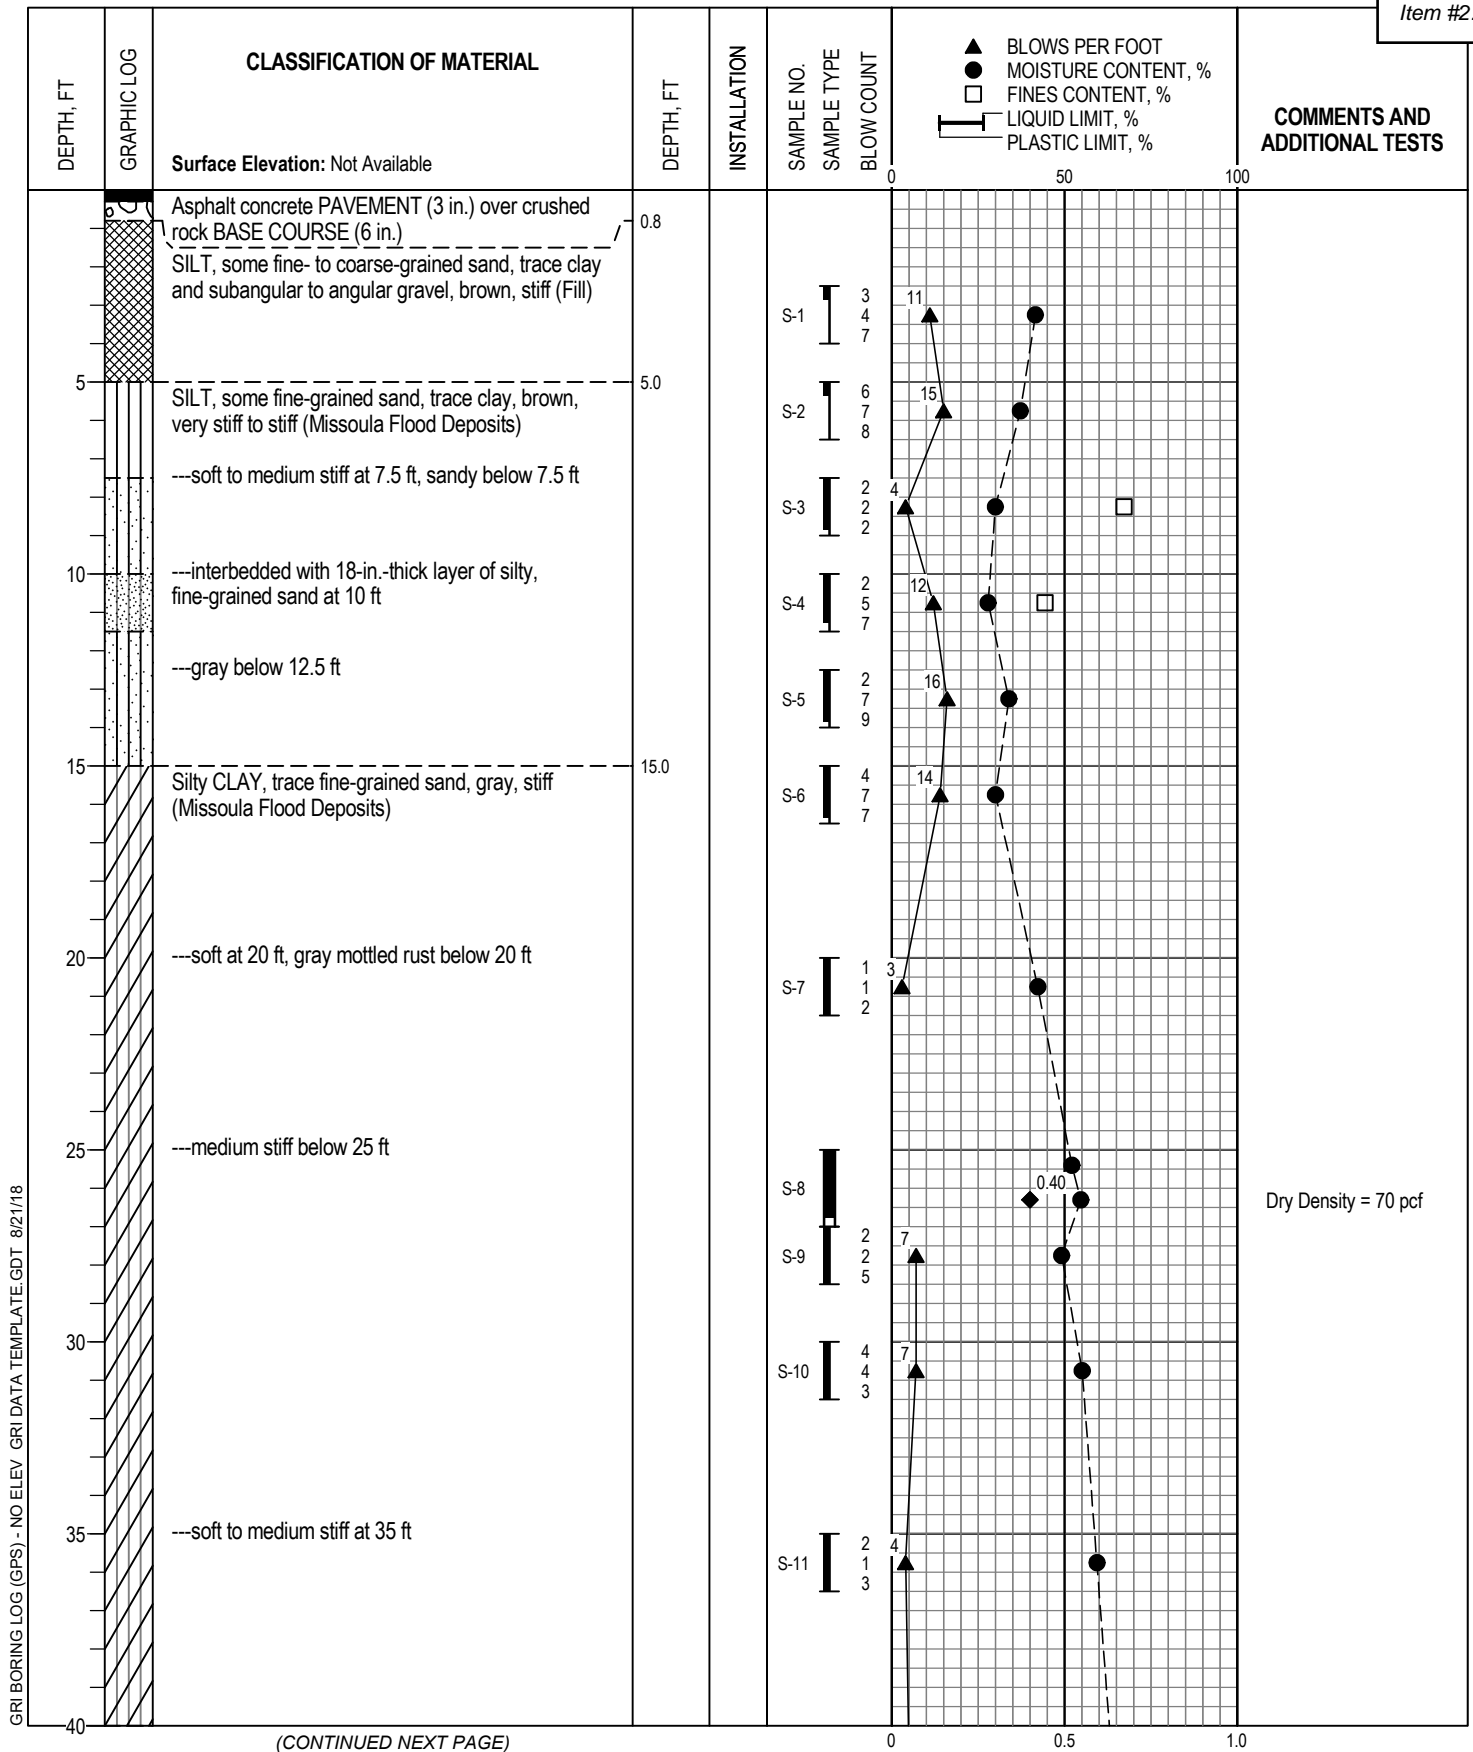 Item #2.
DEPTH, FT
GRAPHIC LOG
CLASSIFICATION OF MATERIAL
Surface Elevation: Not Available
DEPTH, FT
INSTALLATION
SAMPLE NO.
SAMPLE TYPE
BLOW COUNT
▲ BLOWS PER FOOT
● MOISTURE CONTENT, %
□ FINES CONTENT, %
LIQUID LIMIT, %
PLASTIC LIMIT, %
0 50 100
COMMENTS AND
ADDITIONAL TESTS
Asphalt concrete PAVEMENT (3 in.) over crushed
rock BASE COURSE (6 in.)
0.8
SILT, some fine- to coarse-grained sand, trace clay
and subangular to angular gravel, brown, stiff (Fill)
S-1
3
4
7
11
5
5.0
SILT, some fine-grained sand, trace clay, brown,
very stiff to stiff (Missoula Flood Deposits)
S-2
6
7
8
15
---soft to medium stiff at 7.5 ft, sandy below 7.5 ft
S-3
2
2
2
4
10
---interbedded with 18-in.-thick layer of silty,
fine-grained sand at 10 ft
S-4
2
5
7
12
---gray below 12.5 ft
S-5
2
7
9
16
15
15.0
Silty CLAY, trace fine-grained sand, gray, stiff
(Missoula Flood Deposits)
S-6
4
7
7
14
20
---soft at 20 ft, gray mottled rust below 20 ft
S-7
1
1
2
3
25
---medium stiff below 25 ft
S-8
0.40
Dry Density = 70 pcf
S-9
2
2
5
7
30
S-10
4
4
3
7
35
---soft to medium stiff at 35 ft
S-11
2
1
3
4
40
(CONTINUED NEXT PAGE)
0 0.5 1.0
GRI BORING LOG (GPS) - NO ELEV GRI DATA TEMPLATE.GDT 8/21/18